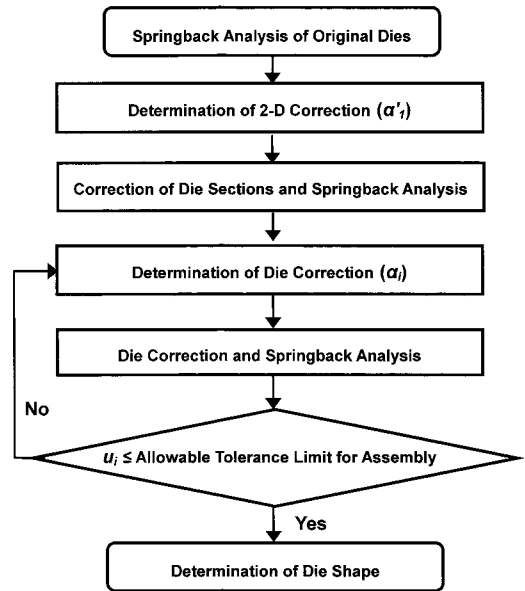 Springback Analysis of Original Dies
Determination of 2-D Correction (α'₁)
Correction of Die Sections and Springback Analysis
Determination of Die Correction (αᵢ)
Die Correction and Springback Analysis
No
uᵢ ≤ Allowable Tolerance Limit for Assembly
Yes
Determination of Die Shape